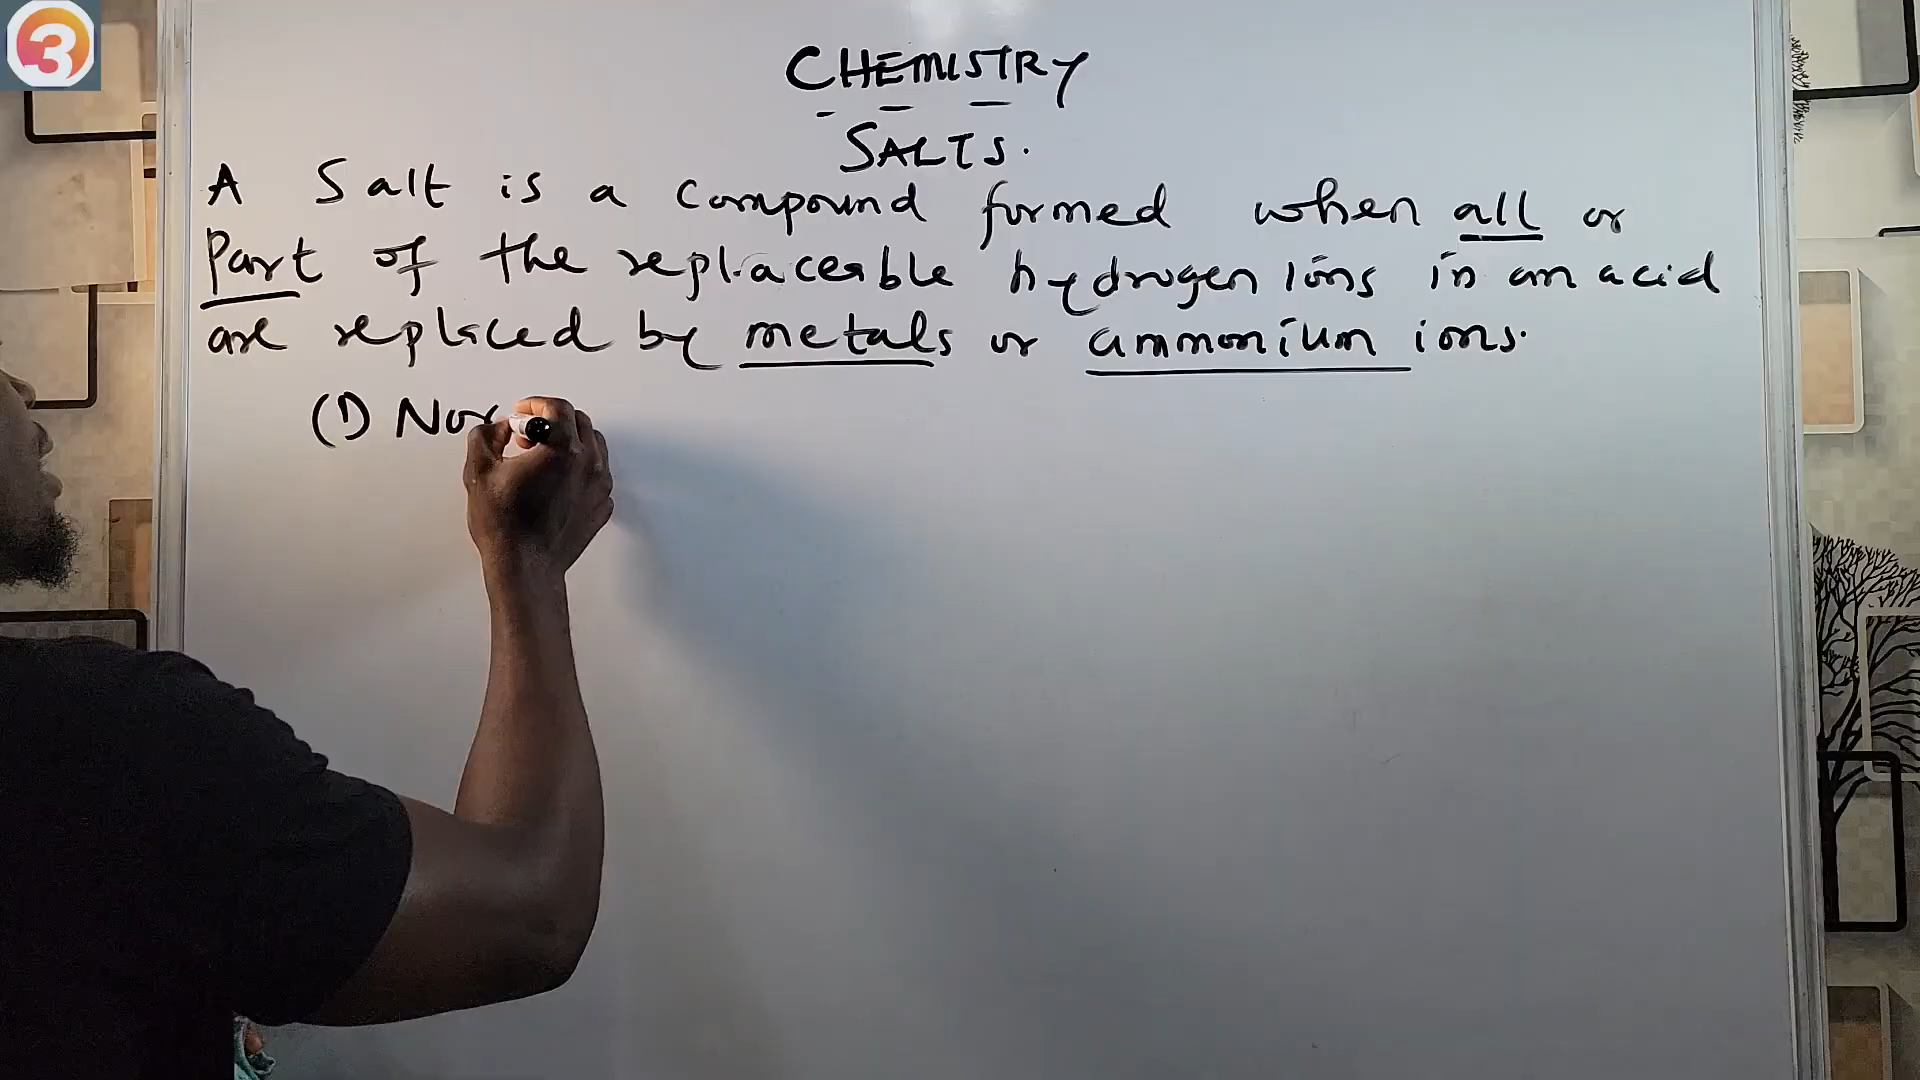 3
CHEMISTRY
SALTS.
A Salt is a compound formed when all or
Part of the replaceable hydrogen ions in an acid
are replaced by metals or ammonium ions.
(1) Nor